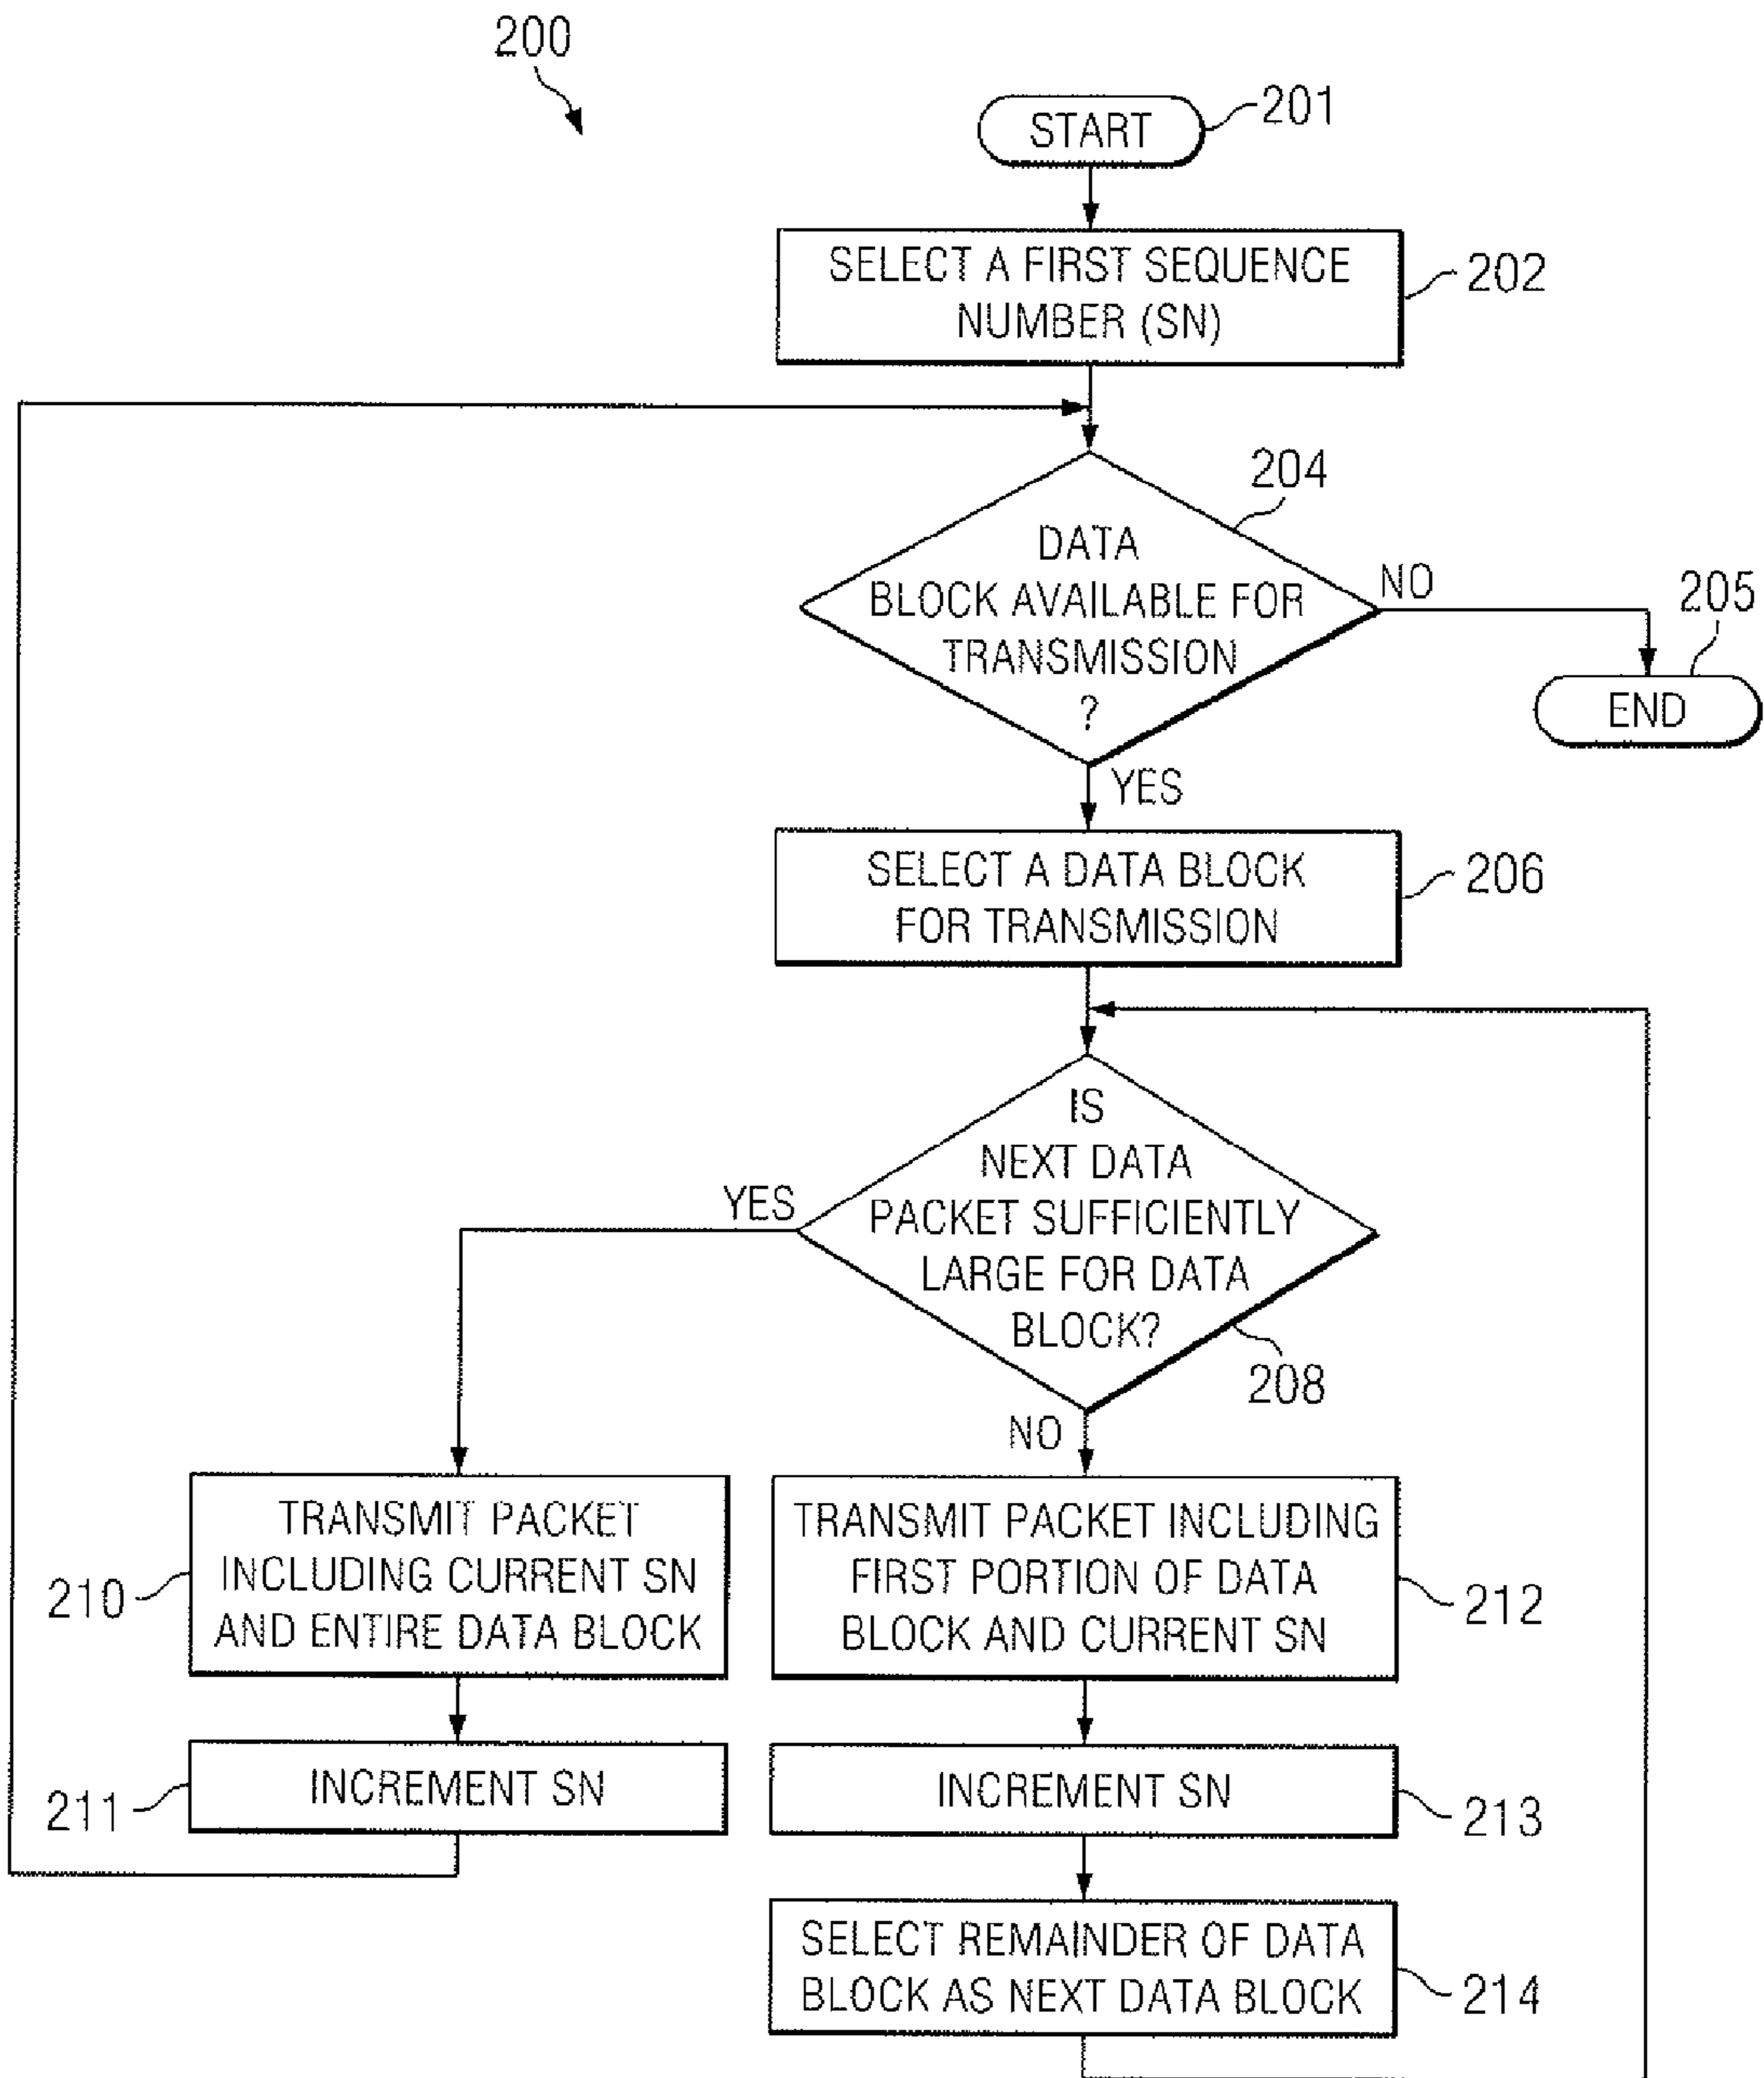 200
START
201
SELECT A FIRST SEQUENCE
NUMBER (SN)
202
204
DATA
BLOCK AVAILABLE FOR
TRANSMISSION
?
NO
205
END
YES
SELECT A DATA BLOCK
FOR TRANSMISSION
206
IS
NEXT DATA
PACKET SUFFICIENTLY
LARGE FOR DATA
BLOCK?
YES
208
NO
TRANSMIT PACKET
INCLUDING CURRENT SN
AND ENTIRE DATA BLOCK
210
TRANSMIT PACKET INCLUDING
FIRST PORTION OF DATA
BLOCK AND CURRENT SN
212
INCREMENT SN
211
INCREMENT SN
213
SELECT REMAINDER OF DATA
BLOCK AS NEXT DATA BLOCK
214